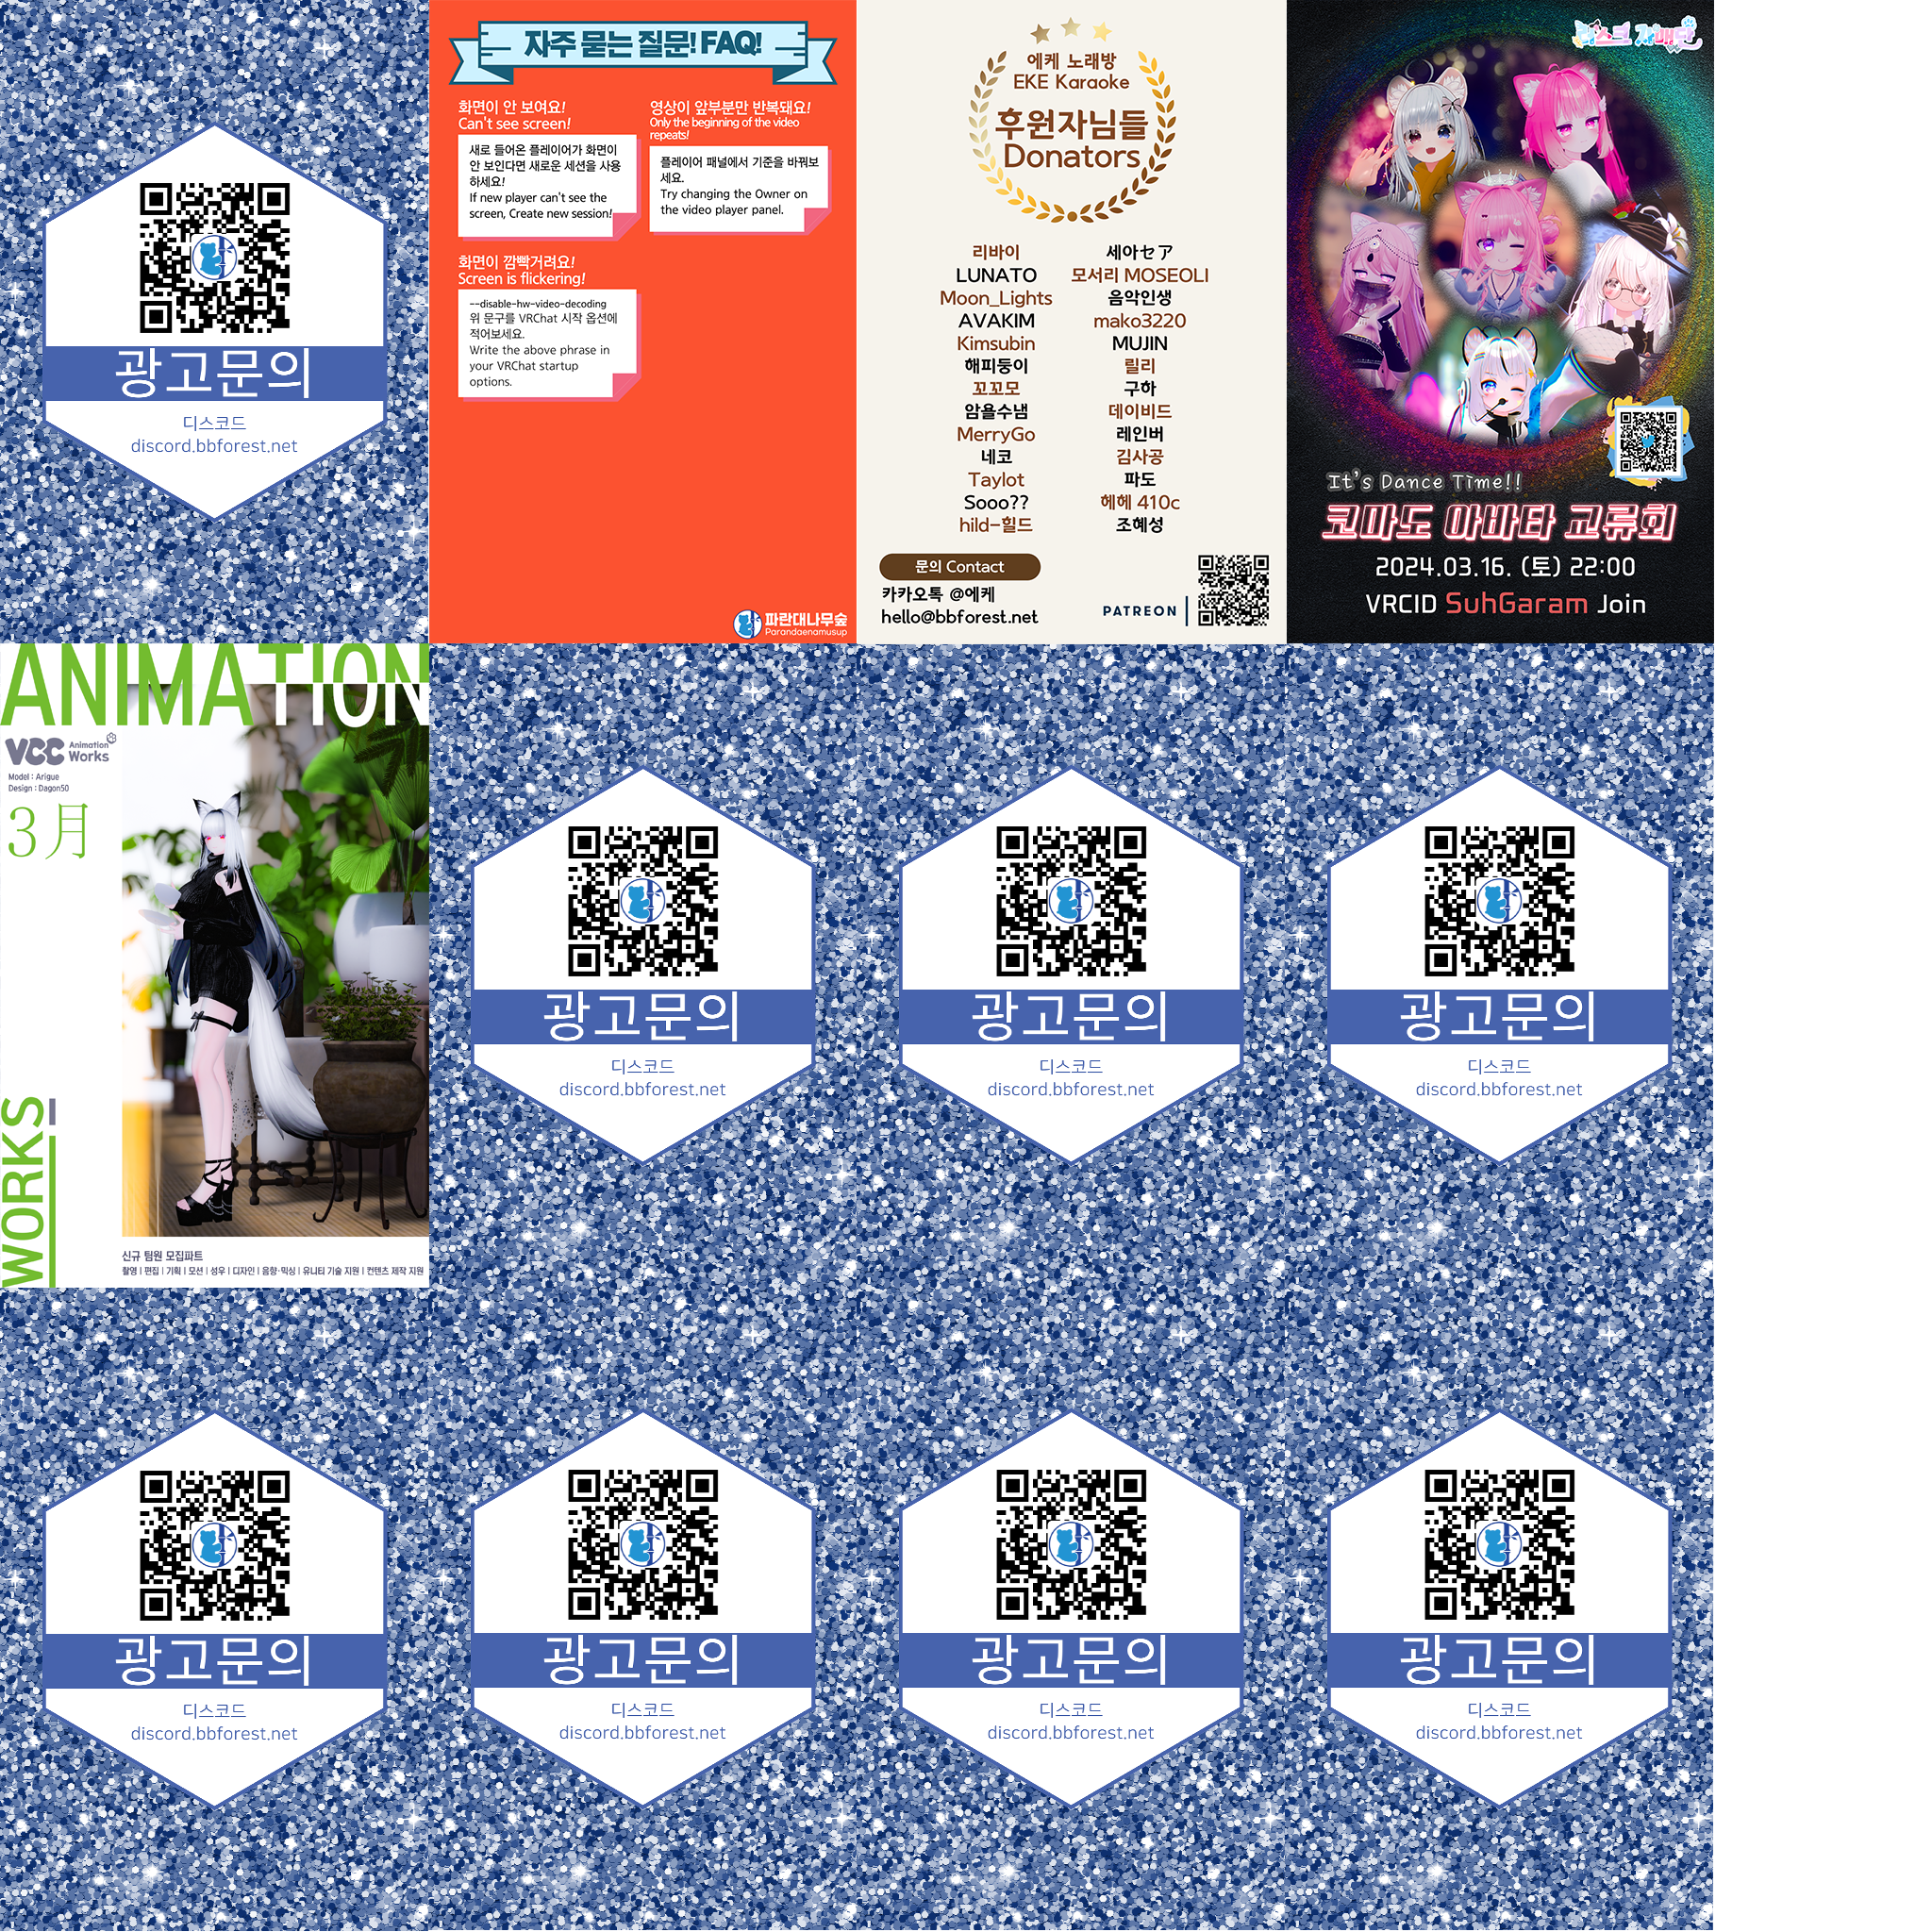 광고문의
디스코드
discord.bbforest.net
자주 묻는 질문! FAQ!
화면이 안 보여요!
Can't see screen!
새로 들어온 플레이어가 화면이
안 보인다면 새로운 세션을 사용
하세요!
If new player can't see the
screen, Create new session!
영상이 앞부분만 반복돼요!
Only the beginning of the video
repeats!
플레이어 패널에서 기준을 바꿔보
세요.
Try changing the Owner on
the video player panel.
화면이 깜빡거려요!
Screen is flickering!
--disable-hw-video-decoding
위 문구를 VRChat 시작 옵션에
적어보세요.
Write the above phrase in
your VRChat startup
options.
파란대나무숲
Parandaenamusup
에케 노래방
EKE Karaoke
후원자님들
Donators
리바이 세아セア
LUNATO 모서리 MOSEOLI
Moon_Lights 음악인생
AVAKIM mako3220
Kimsubin MUJIN
해피둥이 릴리
꼬꼬모 구하
암욜수냄 데이비드
MerryGo 레인버
네코 김사공
Taylot 파도
Sooo?? 헤헤 410c
hild-힐드 조혜성
문의 Contact
카카오톡 @에케
hello@bbforest.net
PATREON
리스크 자매단
It's Dance Time!!
코마도 아바타 교류회
2024.03.16. (토) 22:00
VRCID SuhGaram Join
ANIMATION
VCC Animation
Works
Model : Arigue
Design : Dagon50
3月
WORKS
신규 팀원 모집파트
촬영 | 편집 | 기획 | 모션 | 성우 | 디자인 | 음향·믹싱 | 유니티 기술 지원 | 컨텐츠 제작 지원
광고문의
디스코드
discord.bbforest.net
광고문의
디스코드
discord.bbforest.net
광고문의
디스코드
discord.bbforest.net
광고문의
디스코드
discord.bbforest.net
광고문의
디스코드
discord.bbforest.net
광고문의
디스코드
discord.bbforest.net
광고문의
디스코드
discord.bbforest.net